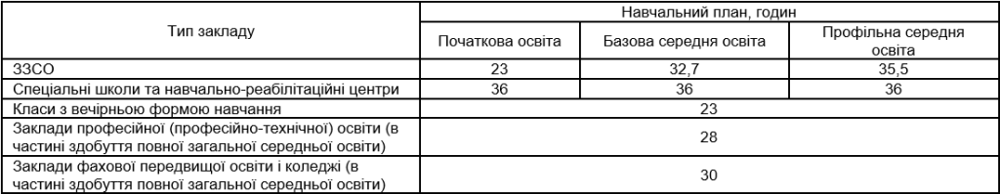 Тип закладу
Навчальний план, годин
Початкова освіта
Базова середня освіта
Профільна середня
освіта
ЗЗСО
23
32,7
35,5
Спеціальні школи та навчально-реабілітаційні центри
36
36
36
Класи з вечірньою формою навчання
23
Заклади професійної (професійно-технічної) освіти (в
частині здобуття повної загальної середньої освіти)
28
Заклади фахової передвищої освіти і коледжі (в
частині здобуття повної загальної середньої освіти)
30